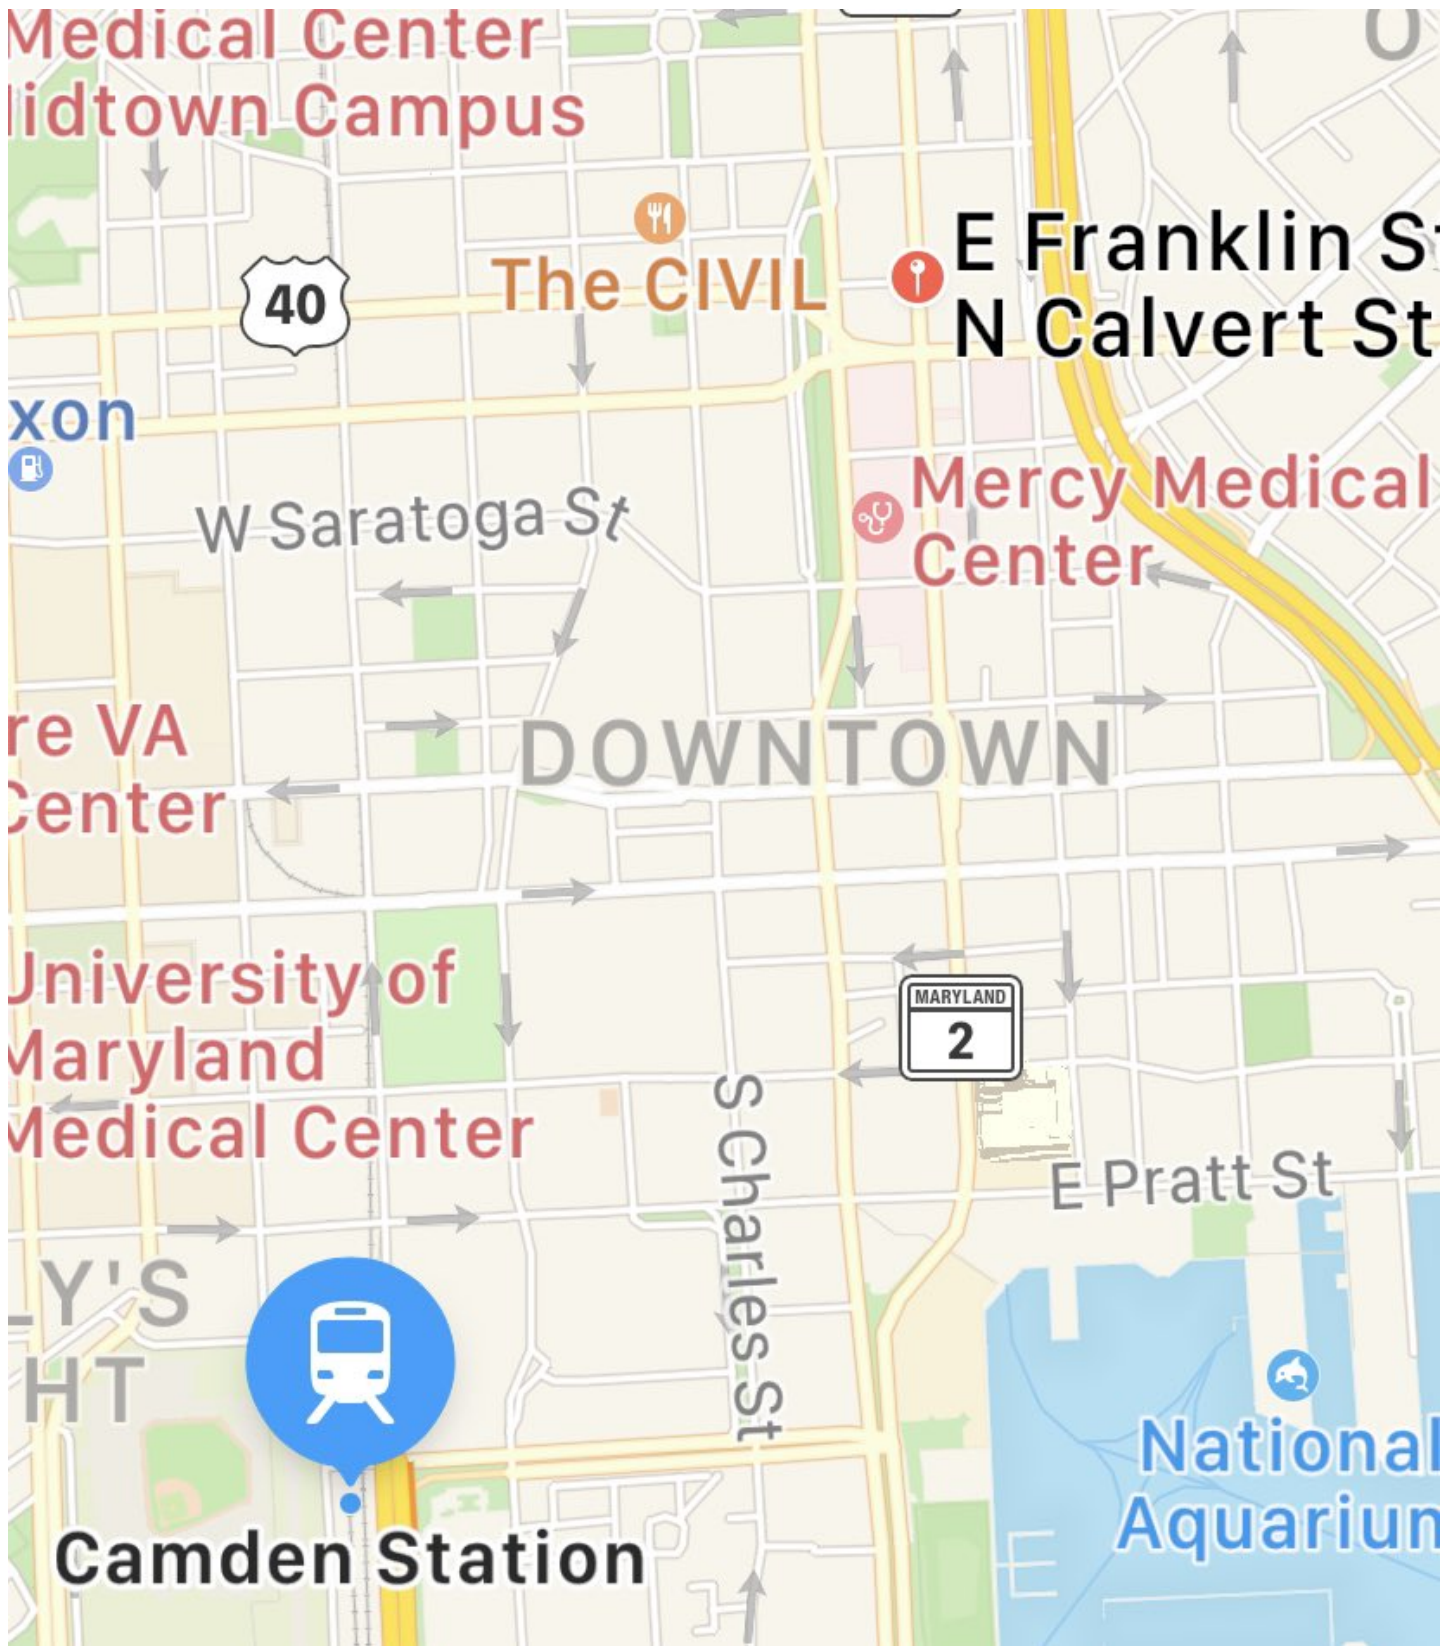 Medical Center
idtown Campus
O
40
The CIVIL
E Franklin St
N Calvert St
xon
W Saratoga St
Mercy Medical
Center
re VA
Center
DOWNTOWN
University of
Maryland
Medical Center
MARYLAND
2
S Charles St
E Pratt St
LY'S
HT
National
Aquarium
Camden Station